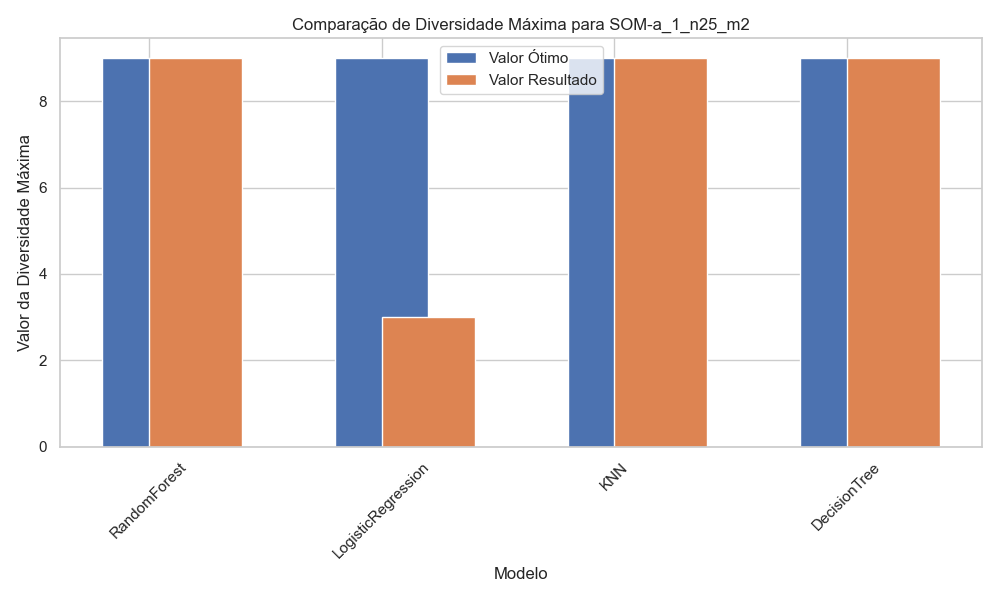 Comparação de Diversidade Máxima para SOM-a_1_n25_m2
Valor Ótimo
Valor Resultado
Valor da Diversidade Máxima
8
6
4
2
0
RandomForest
LogisticRegression
KNN
DecisionTree
Modelo